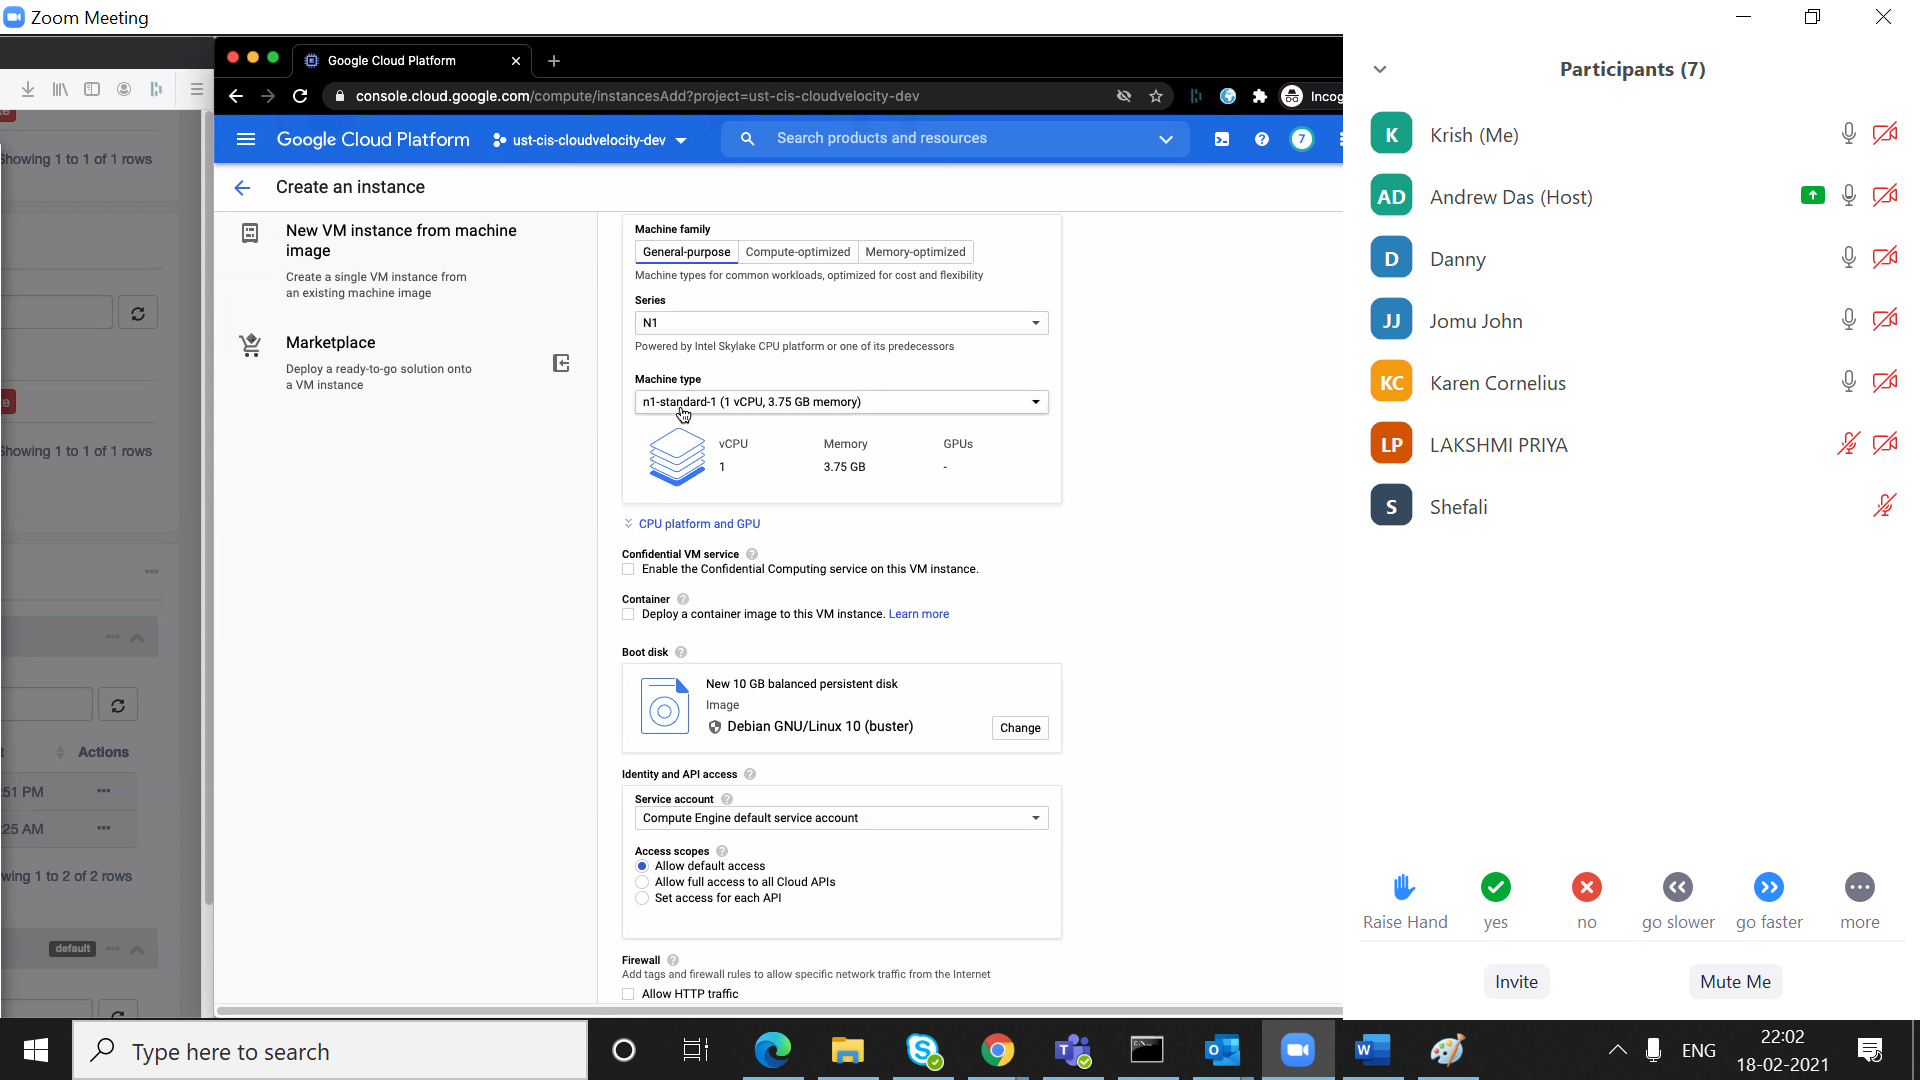 Zoom Meeting
Google Cloud Platform
console.cloud.google.com/compute/instancesAdd?project=ust-cis-cloudvelocity-dev
Incog
Google Cloud Platform
ust-cis-cloudvelocity-dev
Search products and resources
7
Create an instance
New VM instance from machine
image
Create a single VM instance from
an existing machine image
Marketplace
Deploy a ready-to-go solution onto
a VM instance
Machine family
General-purpose
Compute-optimized
Memory-optimized
Machine types for common workloads, optimized for cost and flexibility
Series
N1
Powered by Intel Skylake CPU platform or one of its predecessors
Machine type
n1-standard-1 (1 vCPU, 3.75 GB memory)
vCPU Memory GPUs
1 3.75 GB -
CPU platform and GPU
Confidential VM service
Enable the Confidential Computing service on this VM instance.
Container
Deploy a container image to this VM instance. Learn more
Boot disk
New 10 GB balanced persistent disk
Image
Debian GNU/Linux 10 (buster)
Change
Identity and API access
Service account
Compute Engine default service account
Access scopes
Allow default access
Allow full access to all Cloud APIs
Set access for each API
Firewall
Add tags and firewall rules to allow specific network traffic from the Internet
Allow HTTP traffic
howing 1 to 1 of 1 rows
howing 1 to 1 of 1 rows
Actions
51 PM
25 AM
wing 1 to 2 of 2 rows
default
Participants (7)
K Krish (Me)
AD Andrew Das (Host)
D Danny
JJ Jomu John
KC Karen Cornelius
LP LAKSHMI PRIYA
S Shefali
Raise Hand yes no go slower go faster more
Invite Mute Me
Type here to search
ENG
22:02
18-02-2021